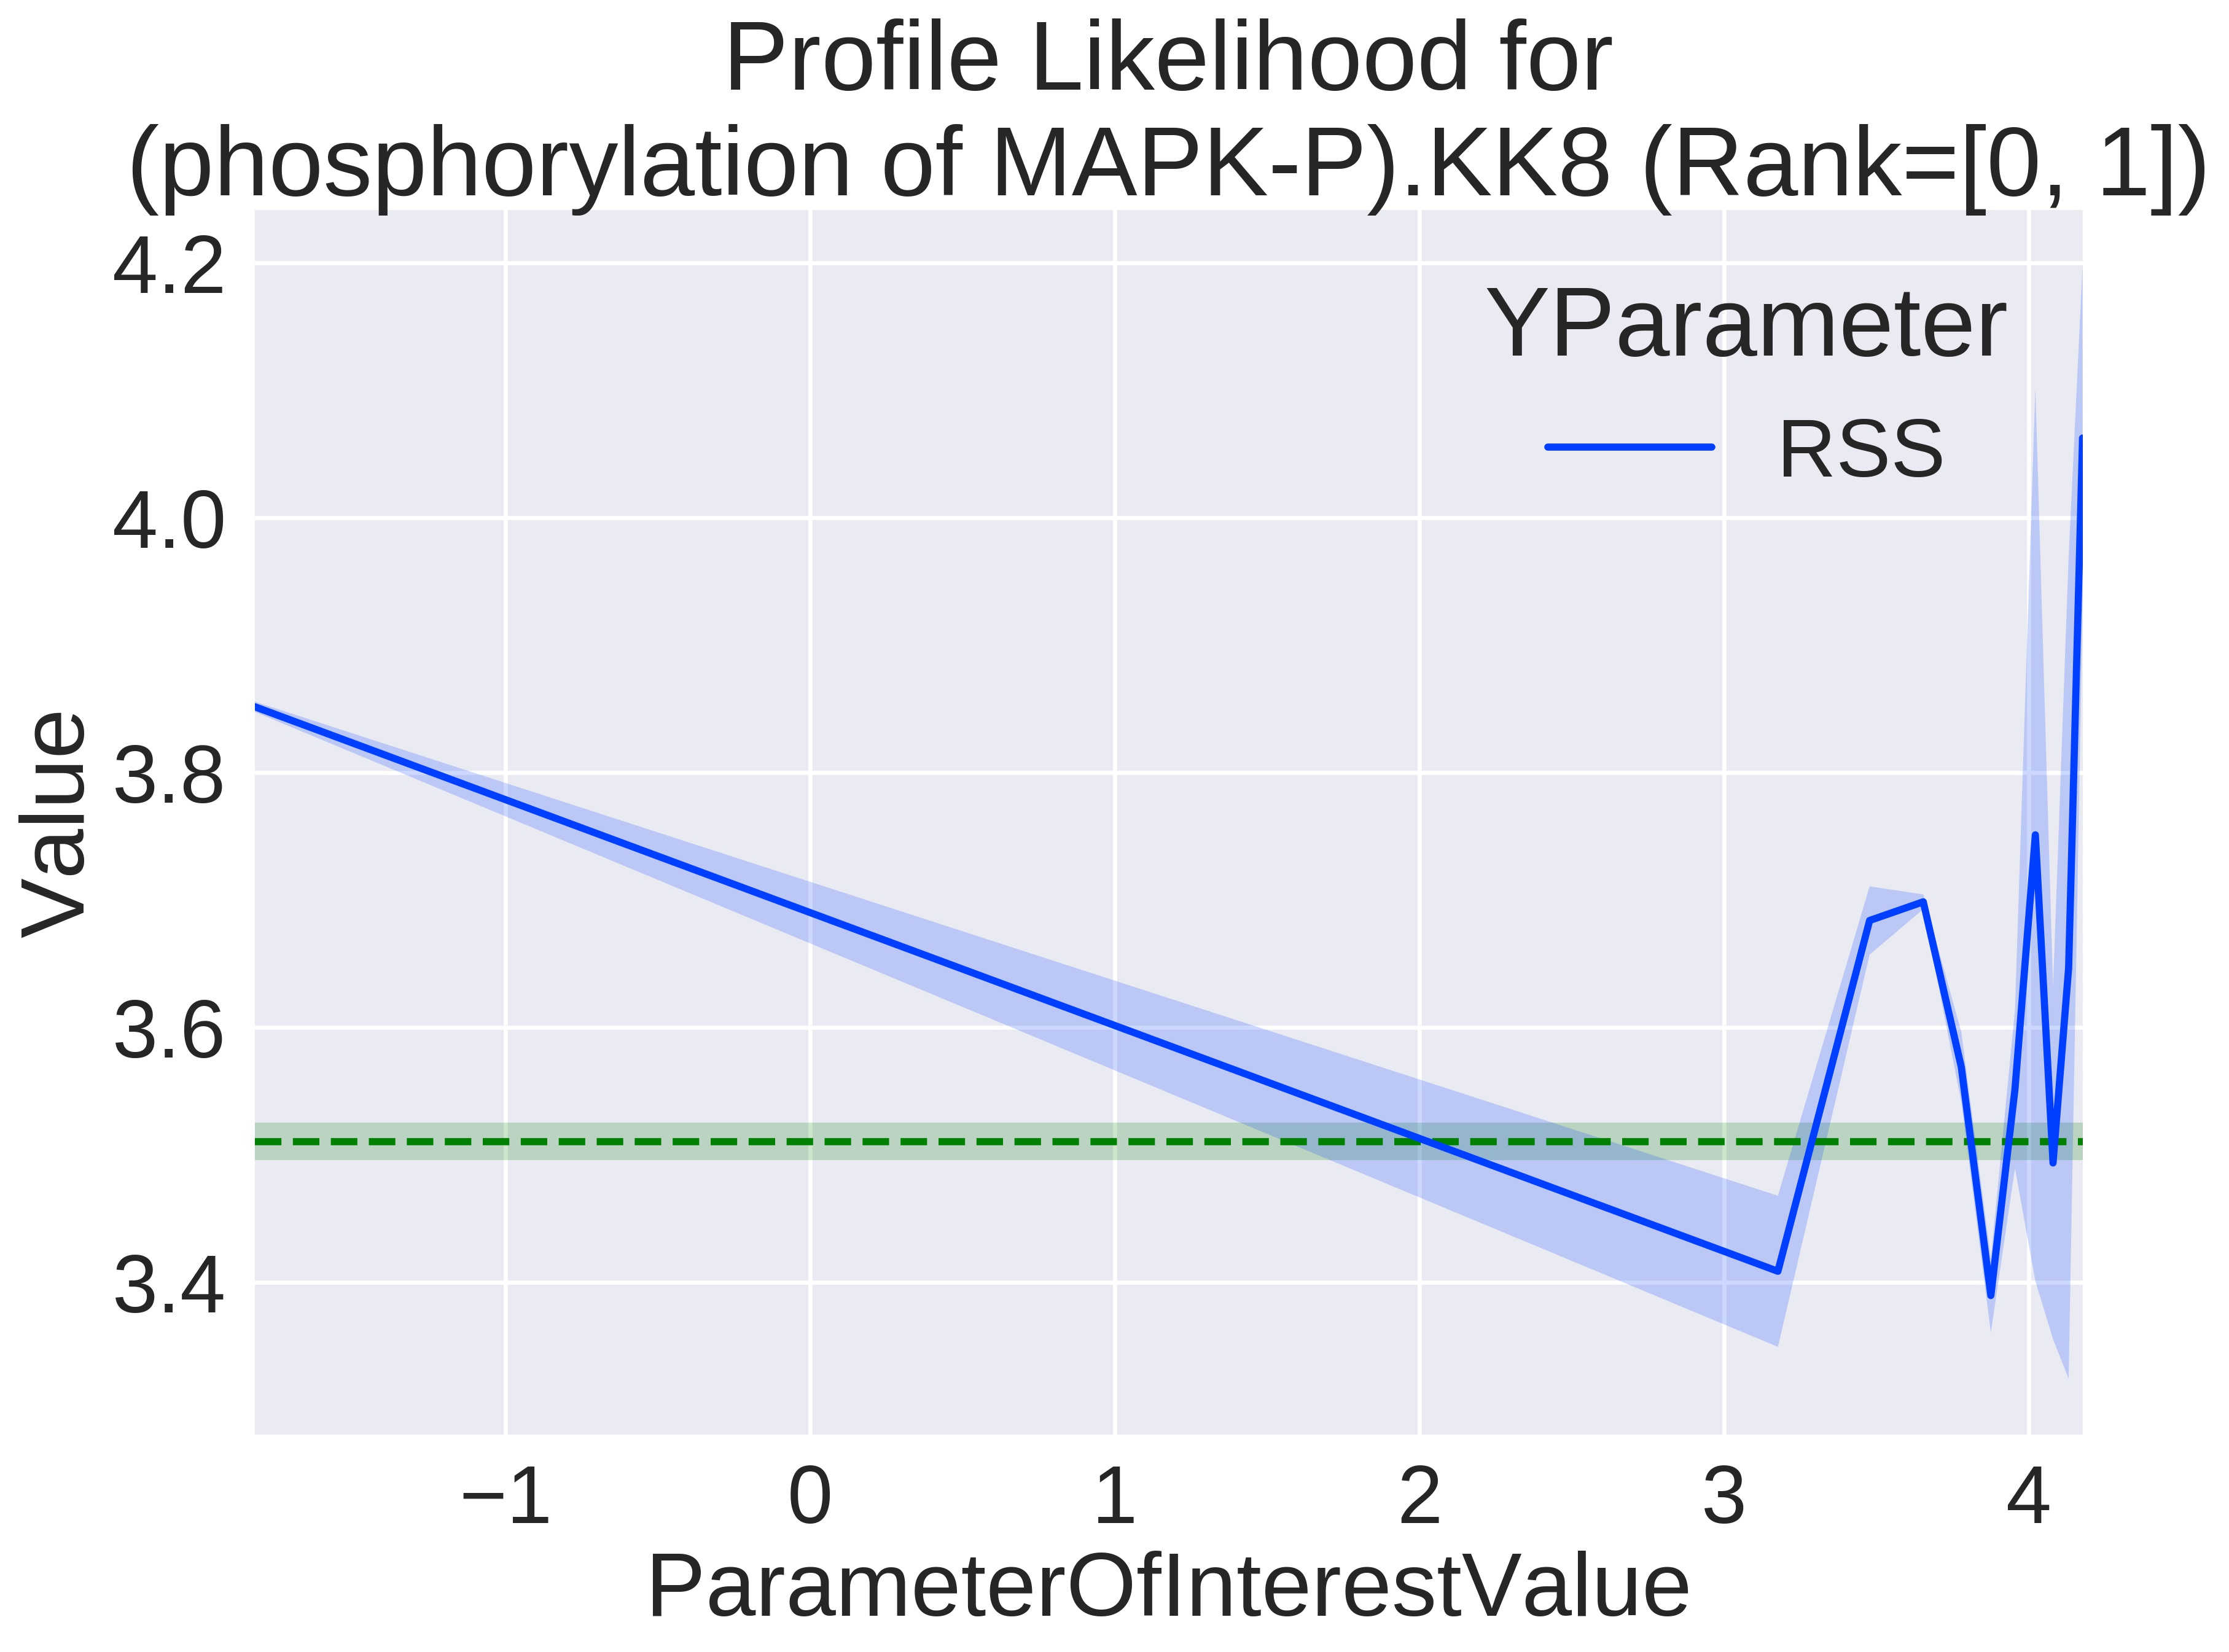 Profile Likelihood for
(phosphorylation of MAPK-P).KK8 (Rank=[0, 1])
4.2
4.0
3.8
3.6
3.4
Value
YParameter
RSS
−1 0 1 2 3 4
ParameterOfInterestValue